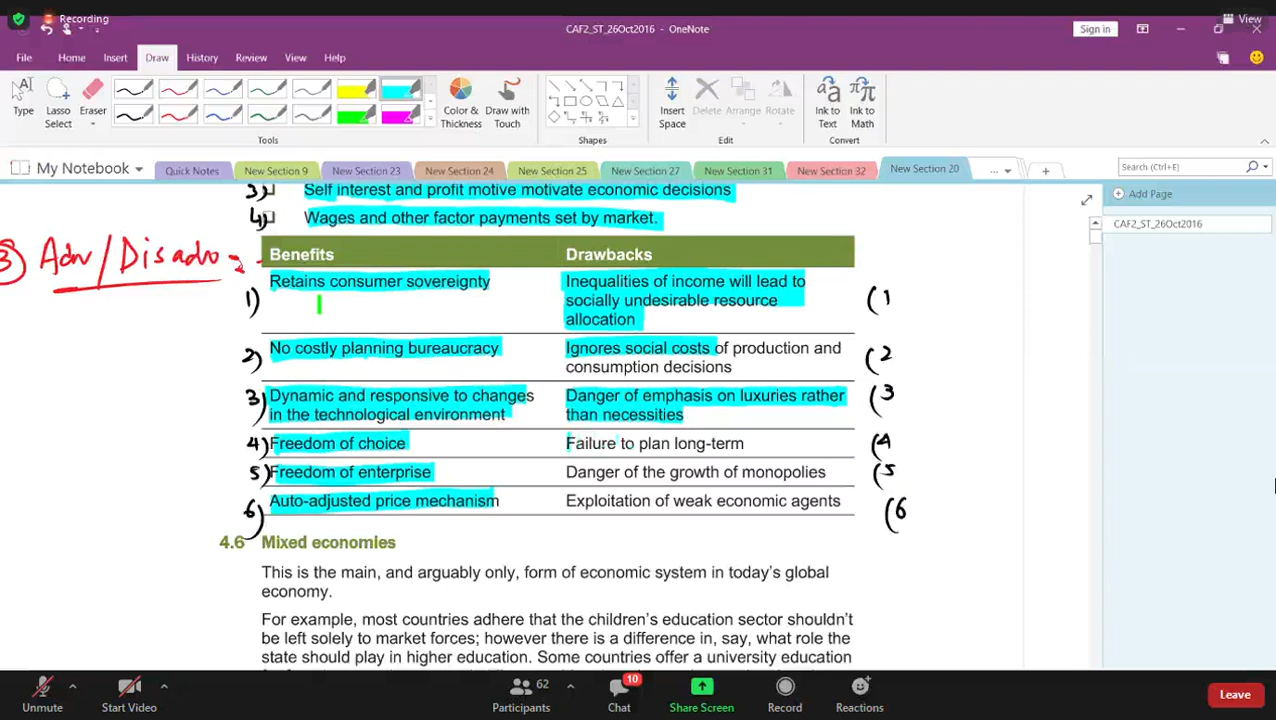 Recording
View
CAF2_ST_26Oct2016 - OneNote
Sign in
File Home Insert Draw History Review View Help
Type
Lasso Select
Eraser
Color & Thickness
Draw with Touch
Insert Space
Delete
Arrange
Rotate
Ink to Text
Ink to Math
Tools
Shapes
Edit
Convert
My Notebook
Quick Notes
New Section 9
New Section 23
New Section 24
New Section 25
New Section 27
New Section 31
New Section 32
New Section 20
...
Search (Ctrl+E)
Add Page
CAF2_ST_26Oct2016
3) Self interest and profit motive motivate economic decisions
4) Wages and other factor payments set by market.
3 Adv / Disadv :-
Benefits Drawbacks
1) Retains consumer sovereignty
Inequalities of income will lead to
socially undesirable resource
allocation
(1
2) No costly planning bureaucracy
Ignores social costs of production and
consumption decisions
(2
3) Dynamic and responsive to changes
in the technological environment
Danger of emphasis on luxuries rather
than necessities
(3
4) Freedom of choice
Failure to plan long-term
(4
5) Freedom of enterprise
Danger of the growth of monopolies
(5
6) Auto-adjusted price mechanism
Exploitation of weak economic agents
(6
4.6 Mixed economies
This is the main, and arguably only, form of economic system in today's global
economy.
For example, most countries adhere that the children's education sector shouldn't
be left solely to market forces; however there is a difference in, say, what role the
state should play in higher education. Some countries offer a university education
Unmute
Start Video
62
Participants
10
Chat
Share Screen
Record
Reactions
Leave